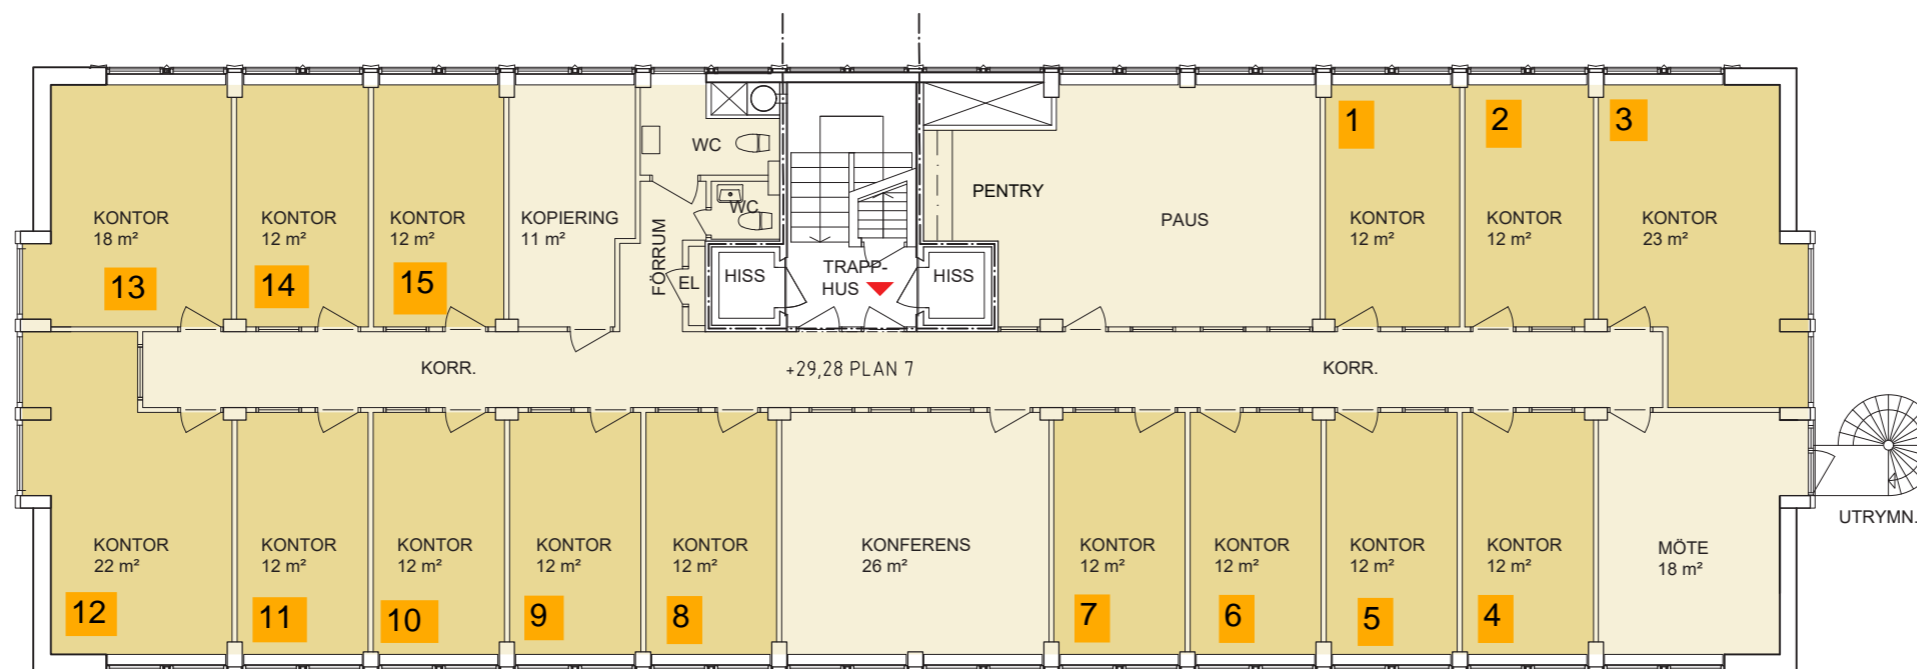 1
2
3
WC
WC
PENTRY
PAUS
KONTOR
18 m²
KONTOR
12 m²
KONTOR
12 m²
KOPIERING
11 m²
FÖRRUM
EL
HISS
TRAPP-
HUS
HISS
KONTOR
12 m²
KONTOR
12 m²
KONTOR
23 m²
13
14
15
KORR.
+29,28 PLAN 7
KORR.
UTRYMN.
KONTOR
22 m²
KONTOR
12 m²
KONTOR
12 m²
KONTOR
12 m²
KONTOR
12 m²
KONFERENS
26 m²
KONTOR
12 m²
KONTOR
12 m²
KONTOR
12 m²
KONTOR
12 m²
MÖTE
18 m²
12
11
10
9
8
7
6
5
4